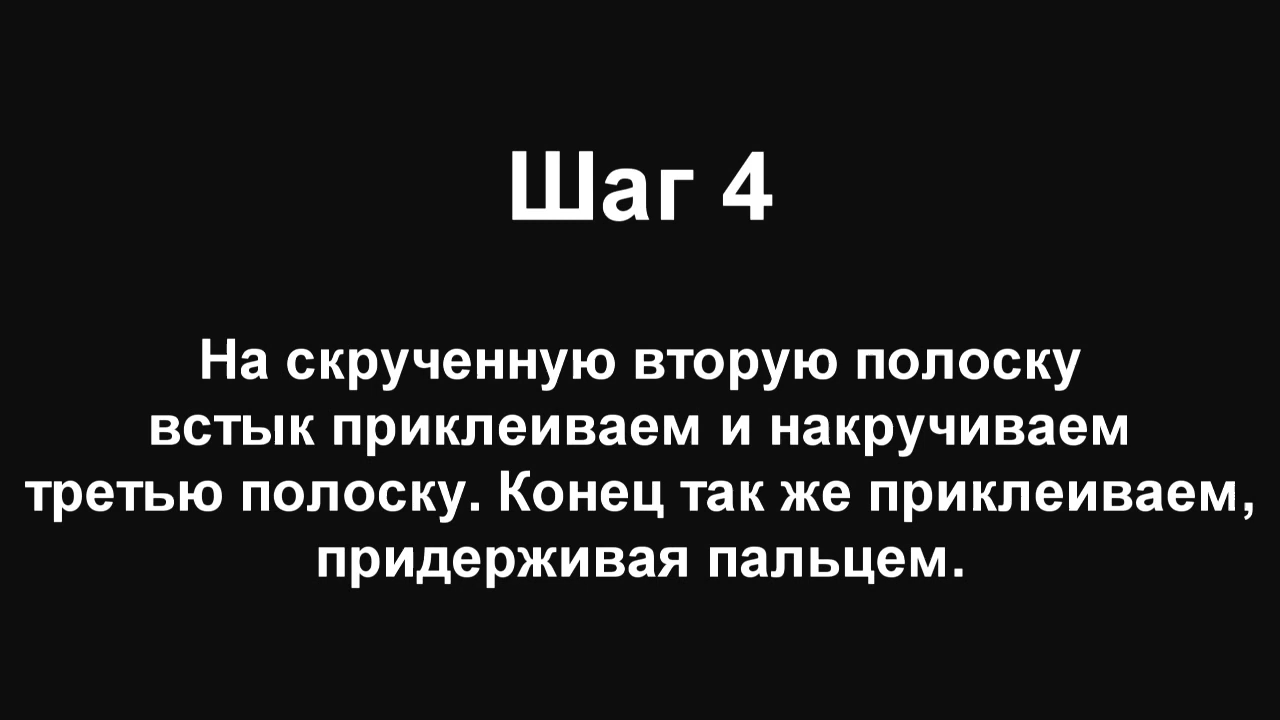 Шаг 4
На скрученную вторую полоску
встык приклеиваем и накручиваем
третью полоску. Конец так же приклеиваем,
придерживая пальцем.